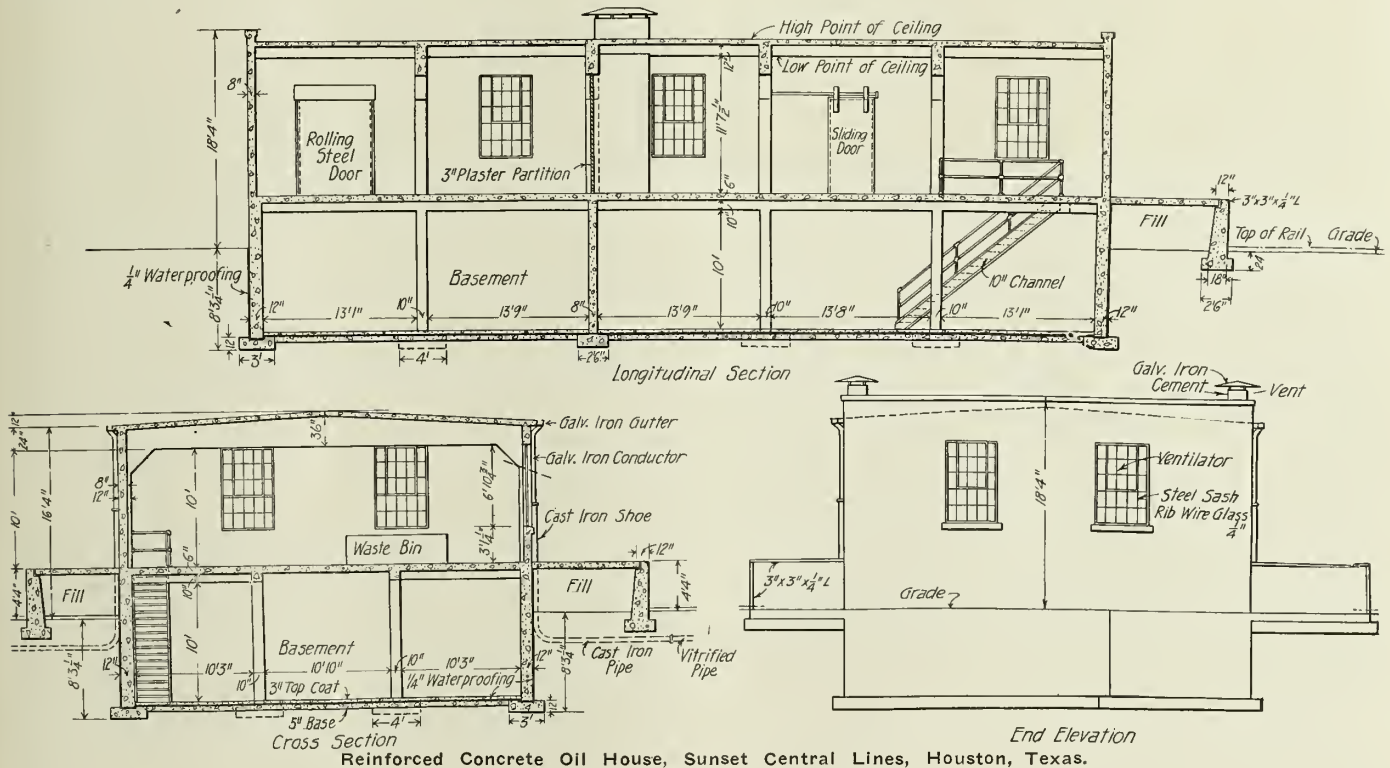 High Point of Ceiling
Low Point of Ceiling
12"
8"
18'4"
11'7½"
Rolling
Steel
Door
Sliding
Door
3" Plaster Partition
6"
12"
3"x3"x¼"L
10"
Fill
Top of Rail
Grade
24
¼" Waterproofing
8'3¼"
Basement
10'
10" Channel
18"
2'6"
12"
13'1"
10"
13'9"
8"
13'9"
10"
13'8"
10"
13'1"
12"
12"
3'
4'
2'6"
Longitudinal Section
Galv. Iron
Cement
Vent
12"
24"
36"
Galv. Iron Gutter
Galv. Iron Conductor
8"
12"
10'
16'4"
10'
6'10¾"
Cast Iron Shoe
3'1¼"
Waste Bin
6"
12"
4'4"
Fill
10"
Fill
4'4"
8'3¼"
10'
Basement
Cast Iron
Pipe
Vitrified
Pipe
8'3¼"
12"
10'3"
10'10"
10"
10'3"
12"
10"
3" Top Coat
¼" Waterproofing
5" Base
4'
3'
12"
Cross Section
18'4"
Ventilator
Steel Sash
Rib Wire Glass
¼"
3"x3"x¼"L
Grade
End Elevation
Reinforced Concrete Oil House, Sunset Central Lines, Houston, Texas.